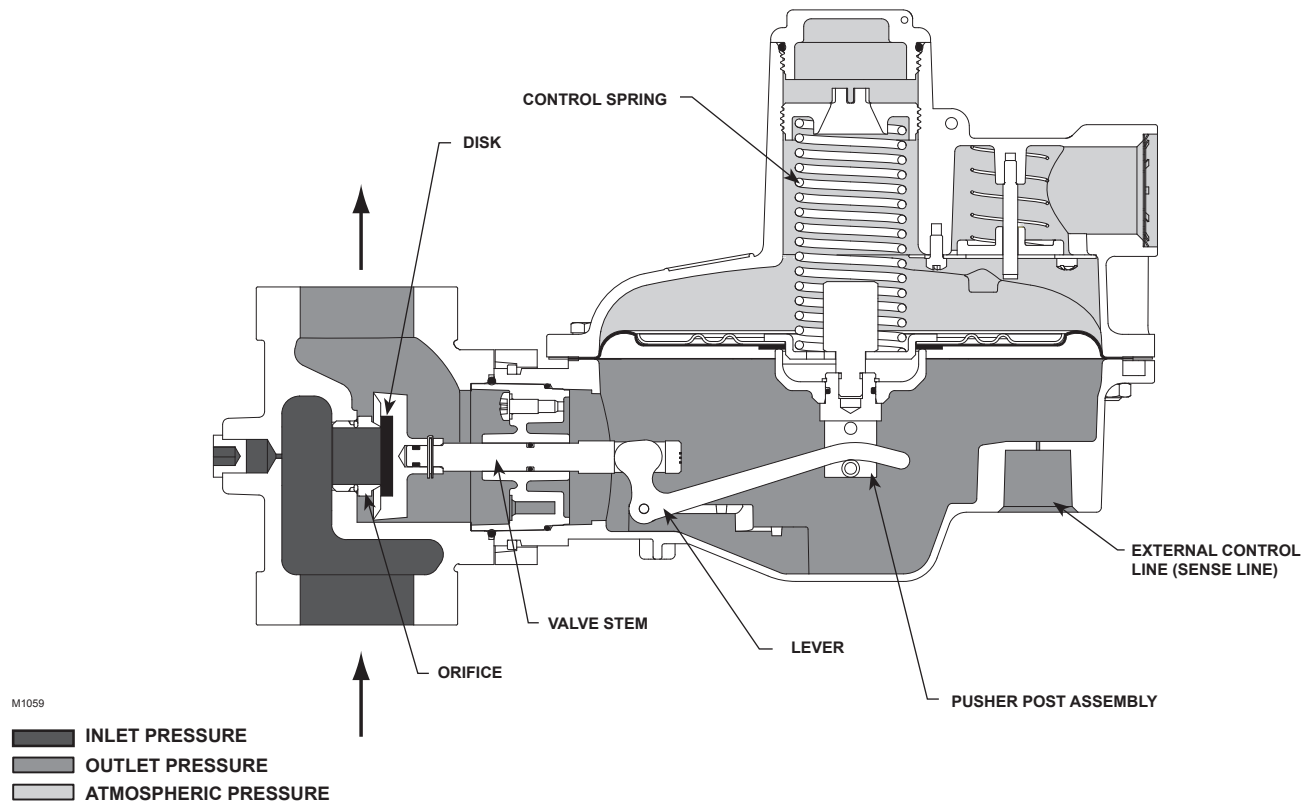 CONTROL SPRING
DISK
EXTERNAL CONTROL
LINE (SENSE LINE)
VALVE STEM
LEVER
ORIFICE
PUSHER POST ASSEMBLY
M1059
INLET PRESSURE
OUTLET PRESSURE
ATMOSPHERIC PRESSURE